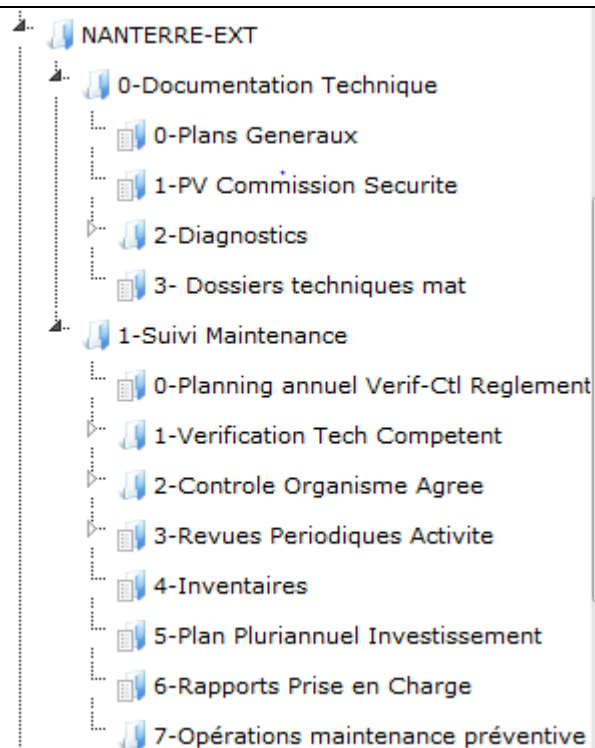 NANTERRE-EXT
0-Documentation Technique
0-Plans Generaux
1-PV Commission Securite
2-Diagnostics
3- Dossiers techniques mat
1-Suivi Maintenance
0-Planning annuel Verif-Ctl Reglement
1-Verification Tech Competent
2-Controle Organisme Agree
3-Revues Periodiques Activite
4-Inventaires
5-Plan Pluriannuel Investissement
6-Rapports Prise en Charge
7-Opérations maintenance préventive